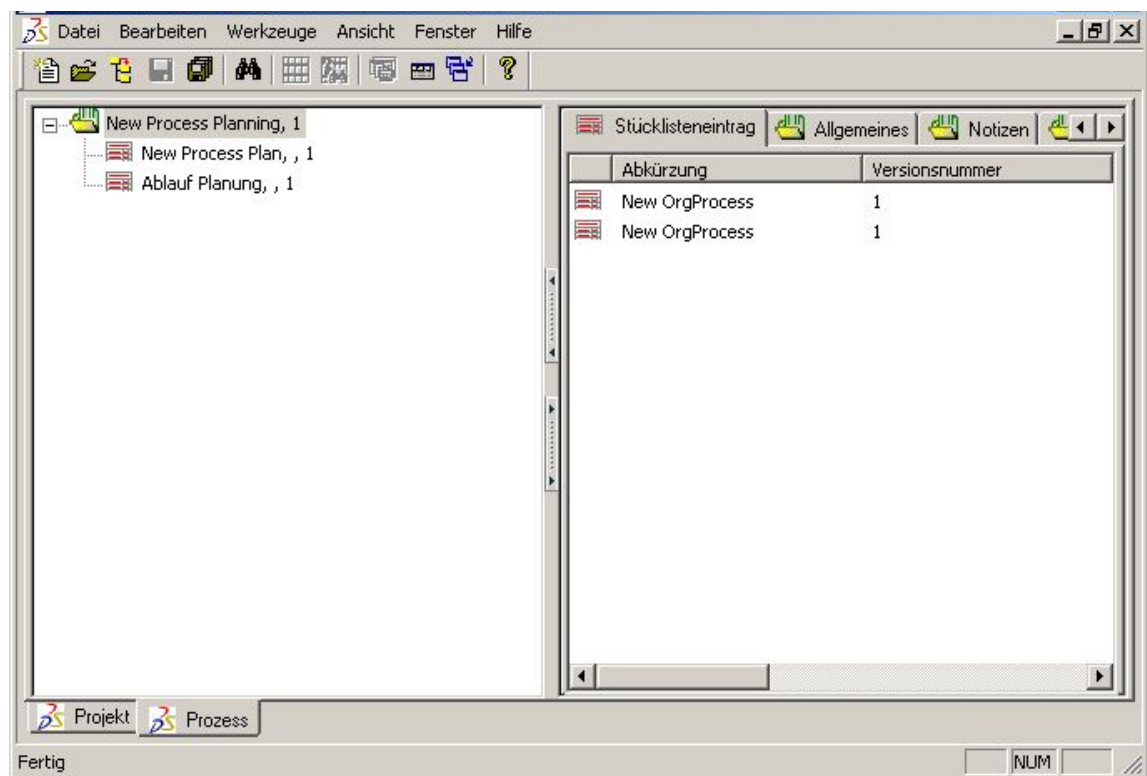 Datei Bearbeiten Werkzeuge Ansicht Fenster Hilfe
New Process Planning, 1
New Process Plan, , 1
Ablauf Planung, , 1
Stücklisteneintrag Allgemeines Notizen
Abkürzung Versionsnummer
New OrgProcess 1
New OrgProcess 1
Projekt Prozess
Fertig NUM